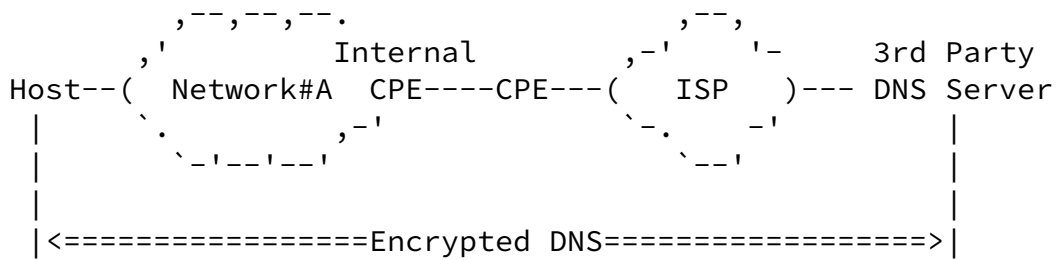 Internal
3rd Party
Host--( Network#A CPE----CPE---( ISP )--- DNS Server
|<=================Encrypted DNS==================>|